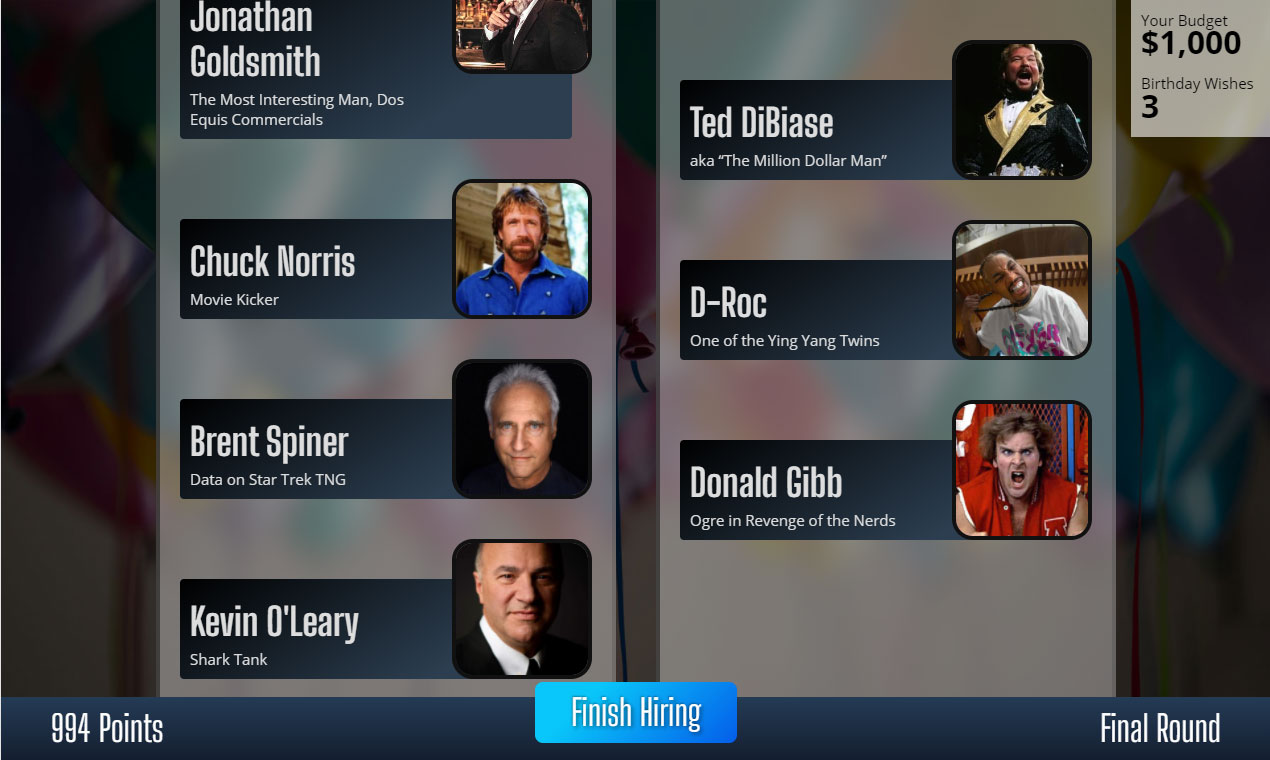 Jonathan
Goldsmith
The Most Interesting Man, Dos
Equis Commercials
Chuck Norris
Movie Kicker
Brent Spiner
Data on Star Trek TNG
Kevin O'Leary
Shark Tank
Ted DiBiase
aka “The Million Dollar Man”
D-Roc
One of the Ying Yang Twins
Donald Gibb
Ogre in Revenge of the Nerds
Your Budget
$1,000
Birthday Wishes
3
994 Points
Finish Hiring
Final Round